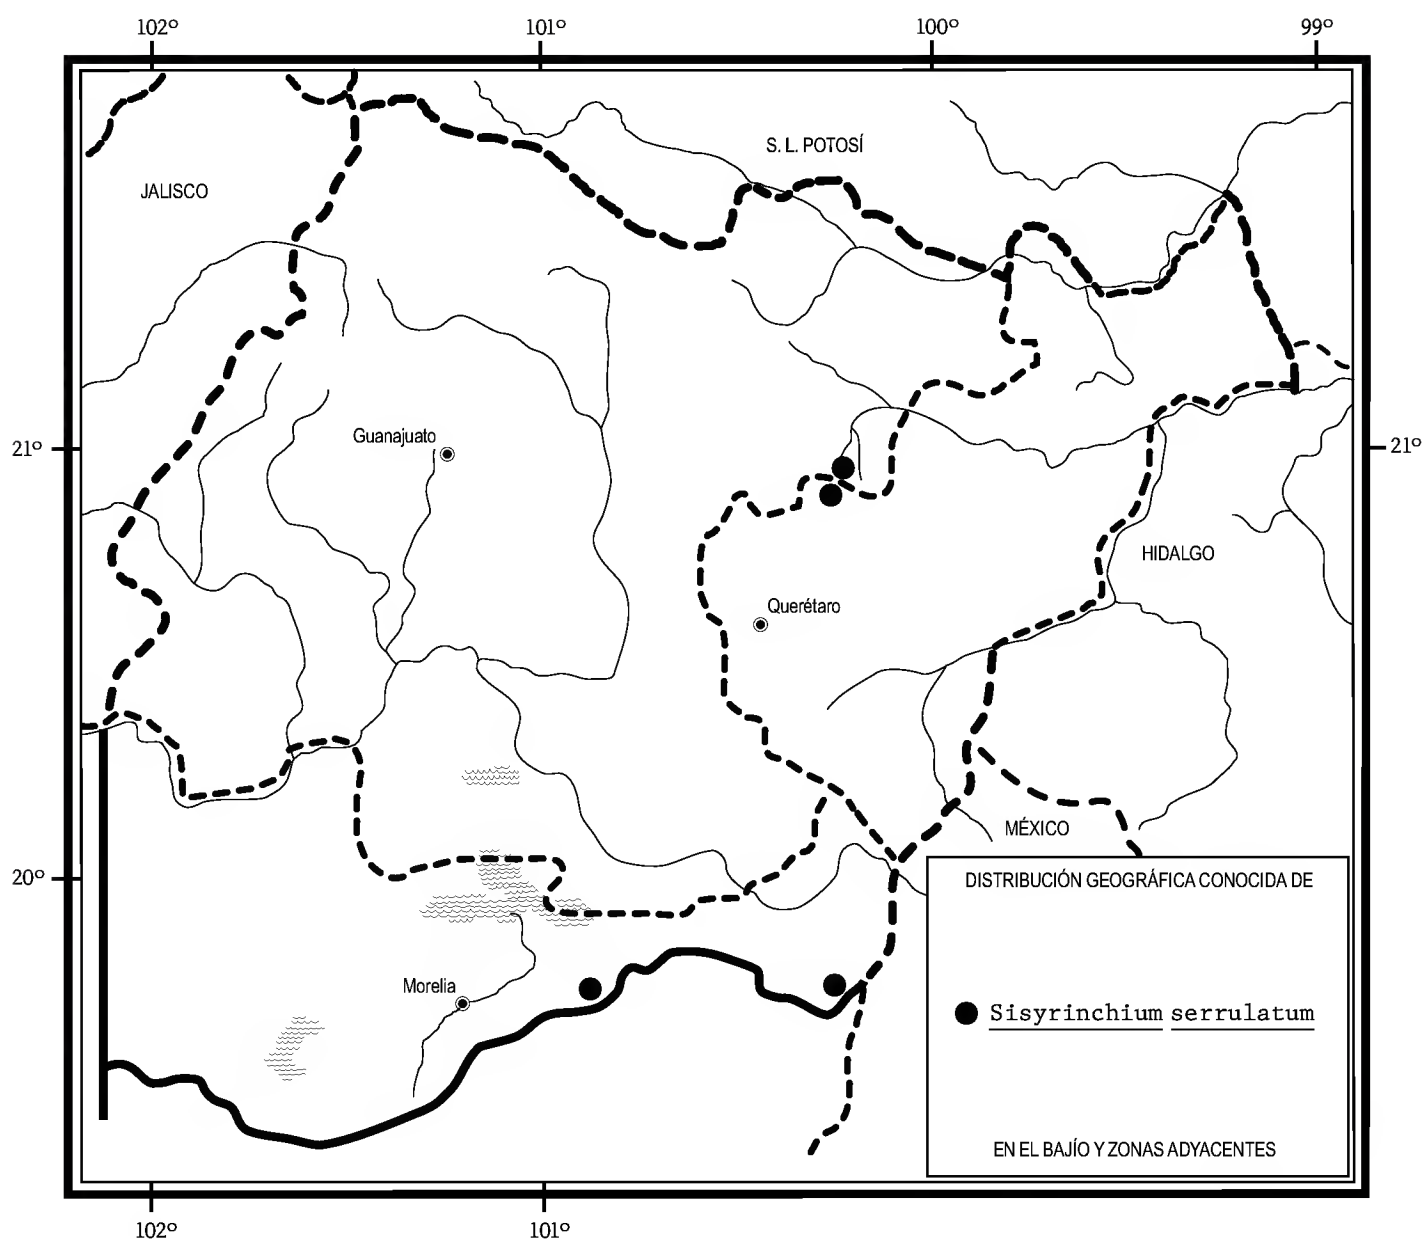 102º 101º 100º 99º
S. L. POTOSÍ
JALISCO
Guanajuato
21º 21º
HIDALGO
Querétaro
MÉXICO
20º
DISTRIBUCIÓN GEOGRÁFICA CONOCIDA DE
Morelia
Sisyrinchium serrulatum
EN EL BAJÍO Y ZONAS ADYACENTES
102º 101º